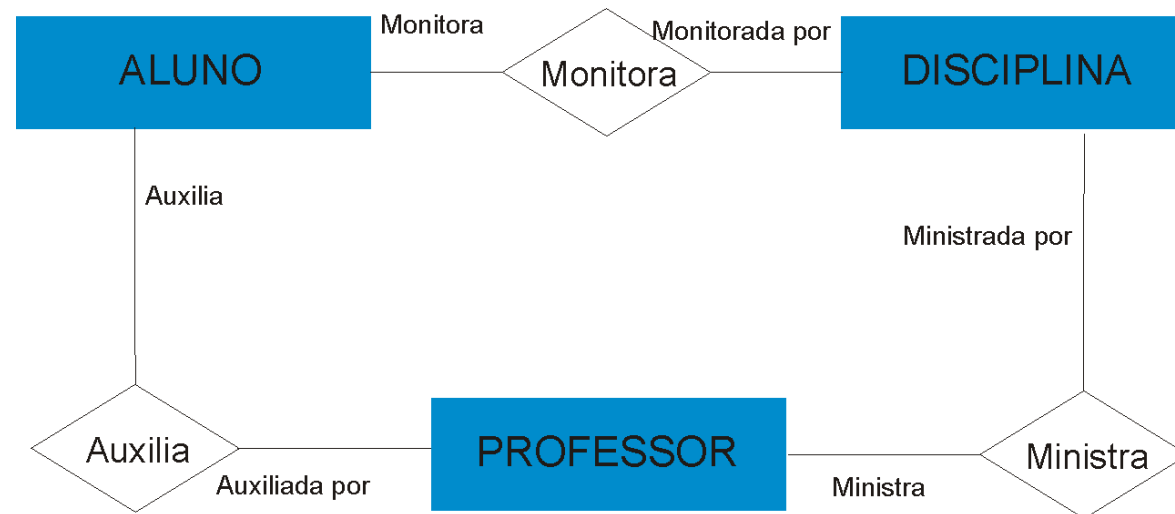 Monitora
Monitorada por
ALUNO
Monitora
DISCIPLINA
Auxilia
Ministrada por
Auxilia
PROFESSOR
Ministra
Auxiliada por
Ministra